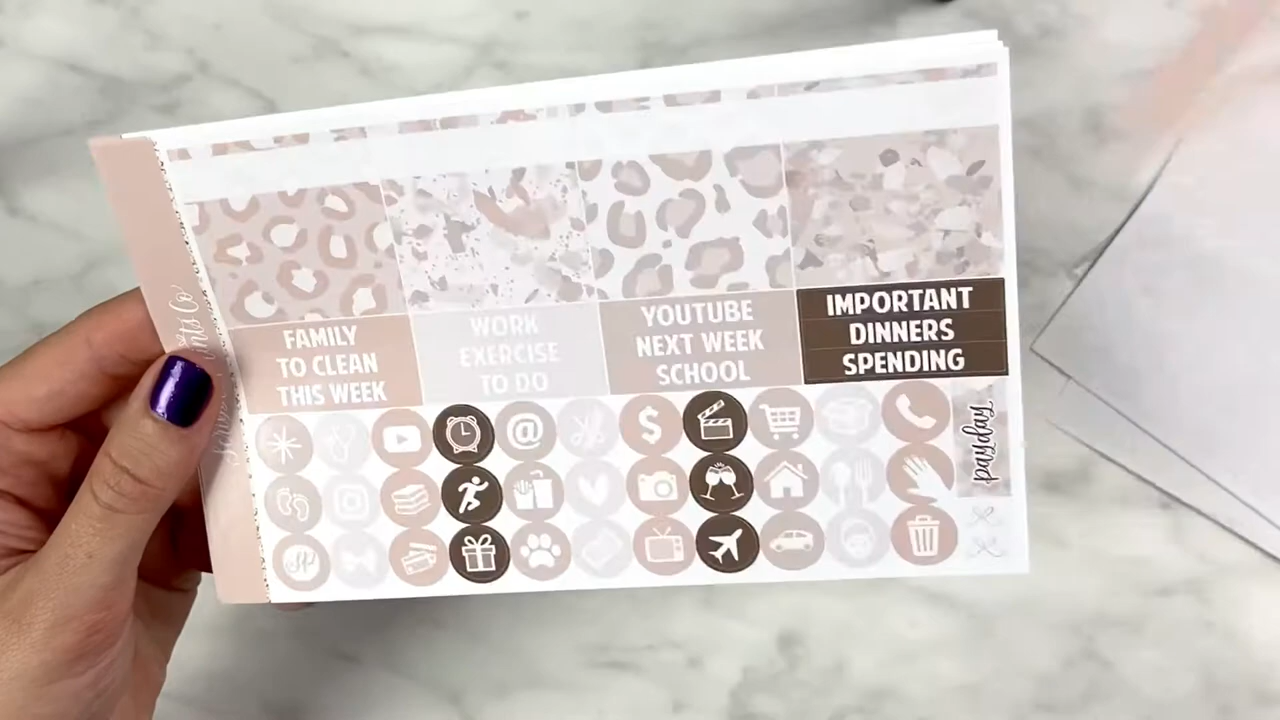 FAMILY
TO CLEAN
THIS WEEK
WORK
EXERCISE
TO DO
YOUTUBE
NEXT WEEK
SCHOOL
IMPORTANT
DINNERS
SPENDING
@
$
payday